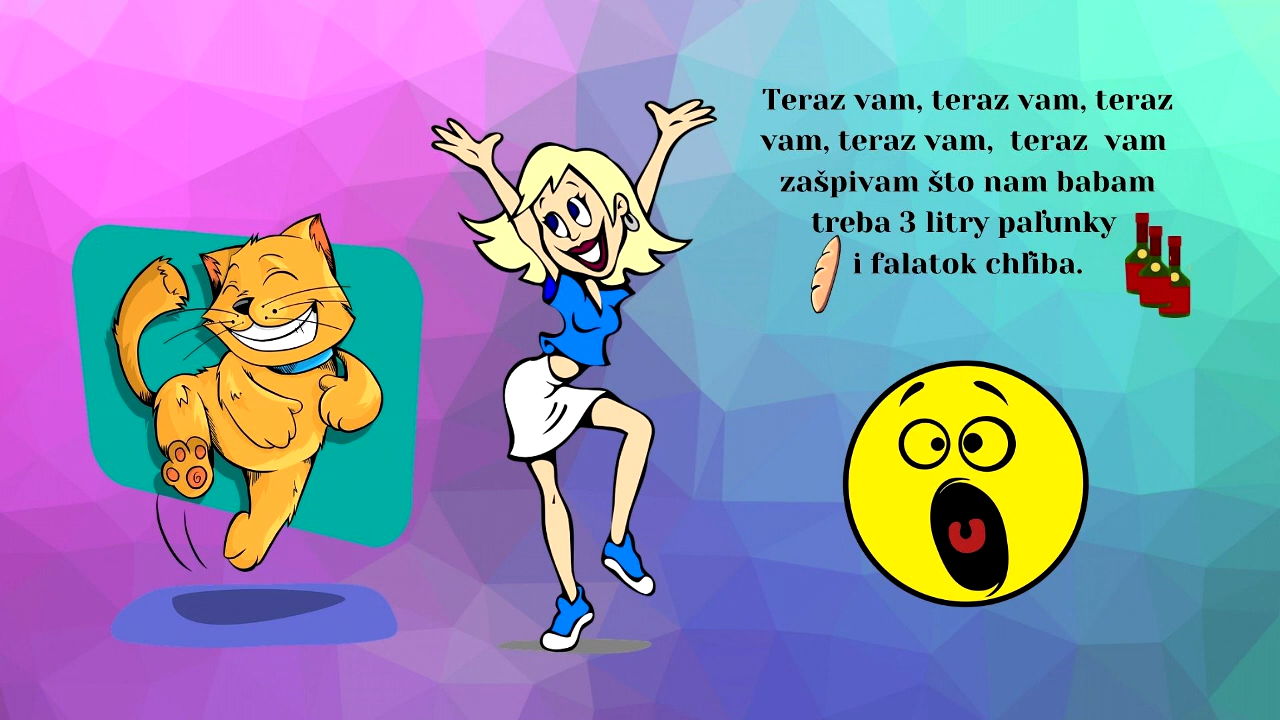 Teraz vam, teraz vam, teraz
vam, teraz vam, teraz vam
zašpivam što nam babam
treba 3 litry paľunky
i falatok chľiba.